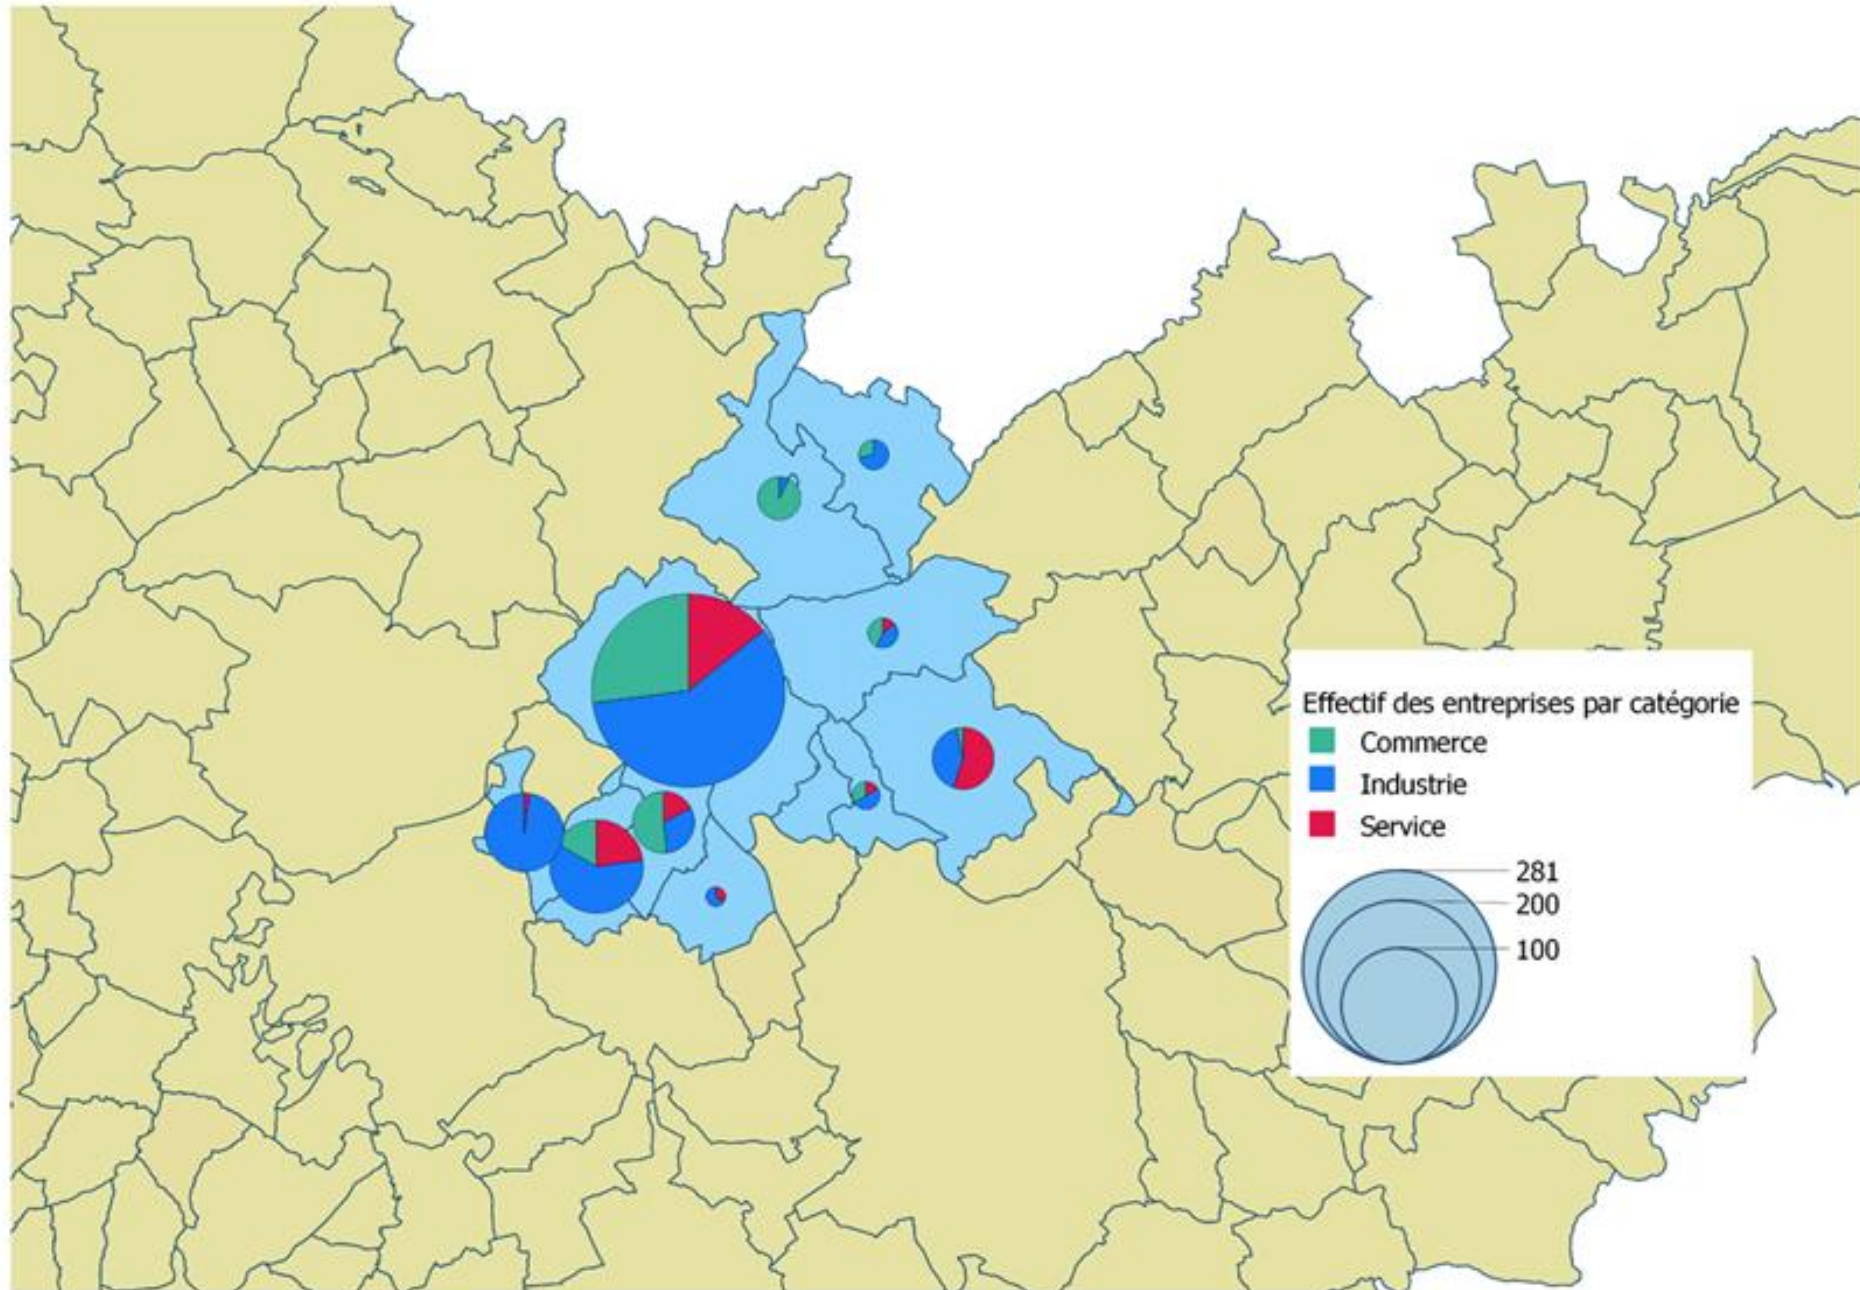 Effectif des entreprises par catégorie
Commerce
Industrie
Service
281
200
100